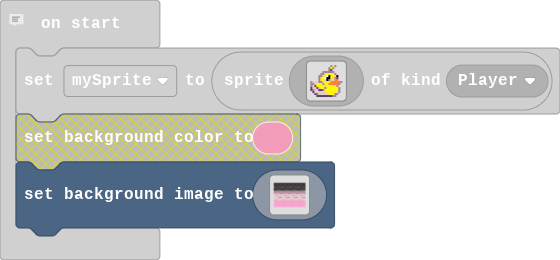 on start
set mySprite to sprite of kind Player
set background color to
set background image to